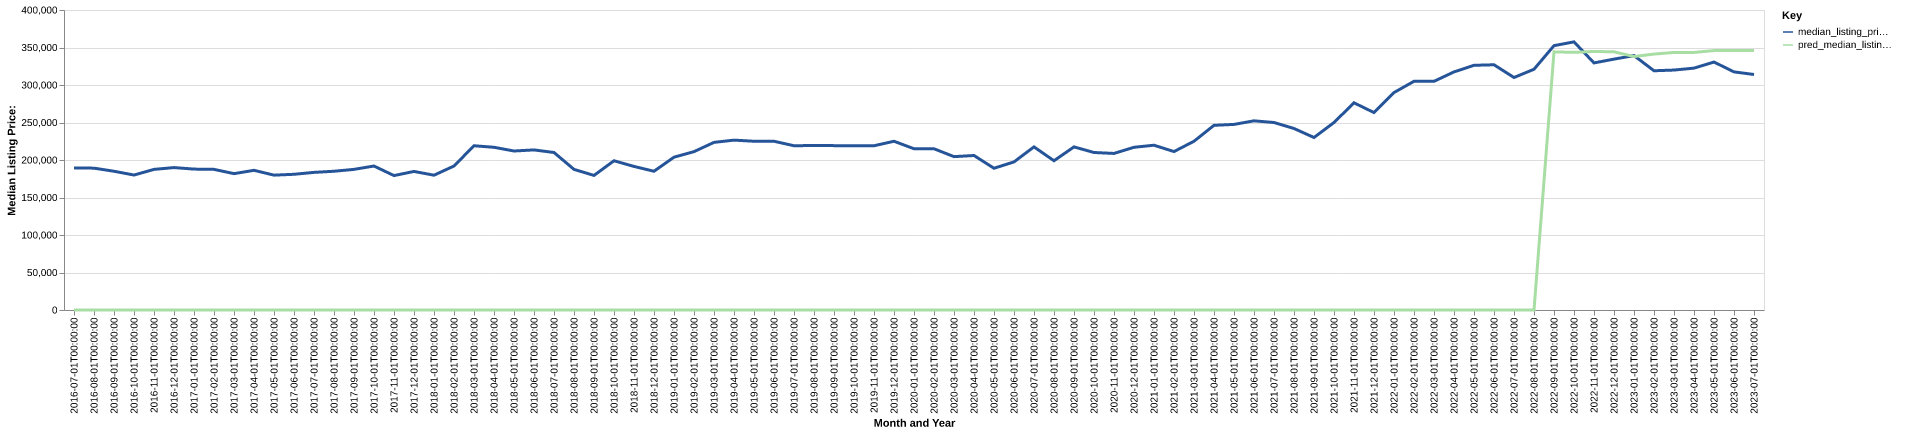 400,000
350,000
300,000
250,000
200,000
150,000
100,000
50,000
0
Median Listing Price:
2016-07-01T00:00:00
2016-08-01T00:00:00
2016-09-01T00:00:00
2016-10-01T00:00:00
2016-11-01T00:00:00
2016-12-01T00:00:00
2017-01-01T00:00:00
2017-02-01T00:00:00
2017-03-01T00:00:00
2017-04-01T00:00:00
2017-05-01T00:00:00
2017-06-01T00:00:00
2017-07-01T00:00:00
2017-08-01T00:00:00
2017-09-01T00:00:00
2017-10-01T00:00:00
2017-11-01T00:00:00
2017-12-01T00:00:00
2018-01-01T00:00:00
2018-02-01T00:00:00
2018-03-01T00:00:00
2018-04-01T00:00:00
2018-05-01T00:00:00
2018-06-01T00:00:00
2018-07-01T00:00:00
2018-08-01T00:00:00
2018-09-01T00:00:00
2018-10-01T00:00:00
2018-11-01T00:00:00
2018-12-01T00:00:00
2019-01-01T00:00:00
2019-02-01T00:00:00
2019-03-01T00:00:00
2019-04-01T00:00:00
2019-05-01T00:00:00
2019-06-01T00:00:00
2019-07-01T00:00:00
2019-08-01T00:00:00
2019-09-01T00:00:00
2019-10-01T00:00:00
2019-11-01T00:00:00
2019-12-01T00:00:00
2020-01-01T00:00:00
2020-02-01T00:00:00
2020-03-01T00:00:00
2020-04-01T00:00:00
2020-05-01T00:00:00
2020-06-01T00:00:00
2020-07-01T00:00:00
2020-08-01T00:00:00
2020-09-01T00:00:00
2020-10-01T00:00:00
2020-11-01T00:00:00
2020-12-01T00:00:00
2021-01-01T00:00:00
2021-02-01T00:00:00
2021-03-01T00:00:00
2021-04-01T00:00:00
2021-05-01T00:00:00
2021-06-01T00:00:00
2021-07-01T00:00:00
2021-08-01T00:00:00
2021-09-01T00:00:00
2021-10-01T00:00:00
2021-11-01T00:00:00
2021-12-01T00:00:00
2022-01-01T00:00:00
2022-02-01T00:00:00
2022-03-01T00:00:00
2022-04-01T00:00:00
2022-05-01T00:00:00
2022-06-01T00:00:00
2022-07-01T00:00:00
2022-08-01T00:00:00
2022-09-01T00:00:00
2022-10-01T00:00:00
2022-11-01T00:00:00
2022-12-01T00:00:00
2023-01-01T00:00:00
2023-02-01T00:00:00
2023-03-01T00:00:00
2023-04-01T00:00:00
2023-05-01T00:00:00
2023-06-01T00:00:00
2023-07-01T00:00:00
Month and Year
Key
median_listing_pri…
pred_median_listin…